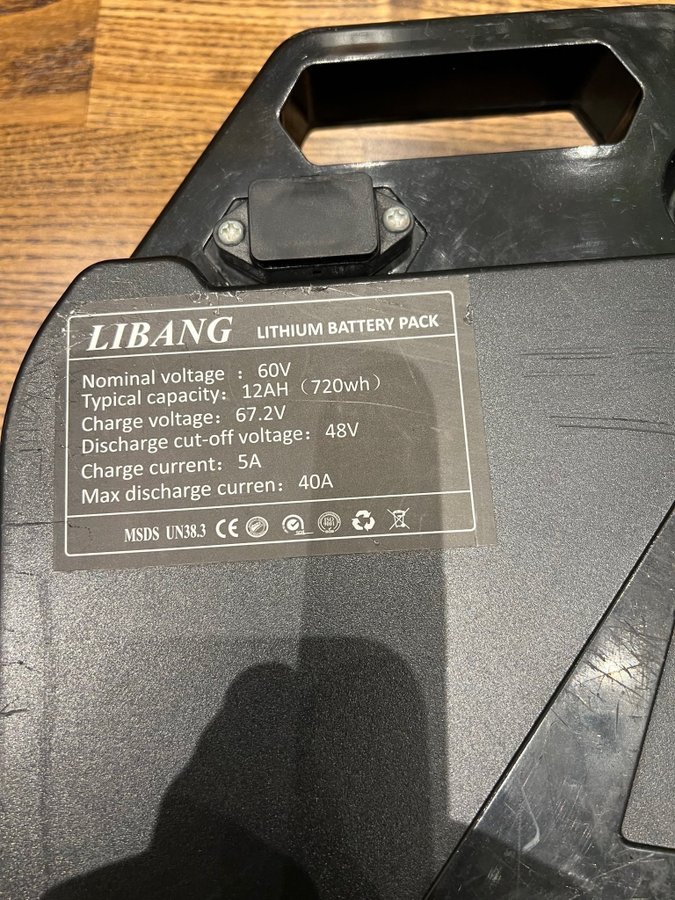 LIBANG LITHIUM BATTERY PACK
Nominal voltage : 60V
Typical capacity: 12AH (720wh)
Charge voltage: 67.2V
Discharge cut-off voltage: 48V
Charge current: 5A
Max discharge curren: 40A
MSDS UN38.3 CE